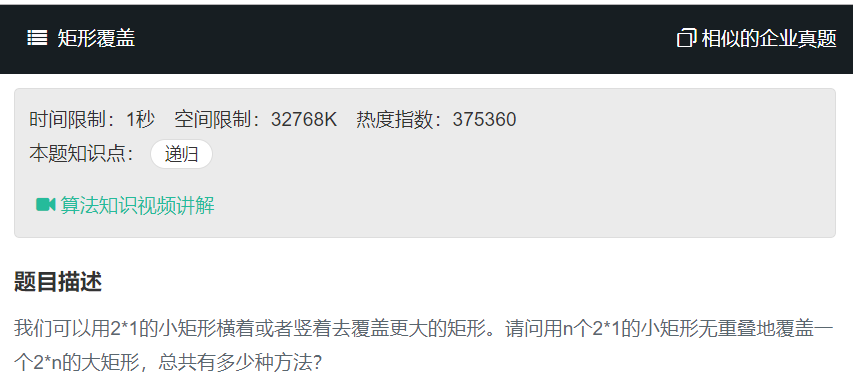 矩形覆盖 相似的企业真题
时间限制：1秒 空间限制：32768K 热度指数：375360
本题知识点： 递归
算法知识视频讲解
题目描述
我们可以用2*1的小矩形横着或者竖着去覆盖更大的矩形。请问用n个2*1的小矩形无重叠地覆盖一
个2*n的大矩形，总共有多少种方法？